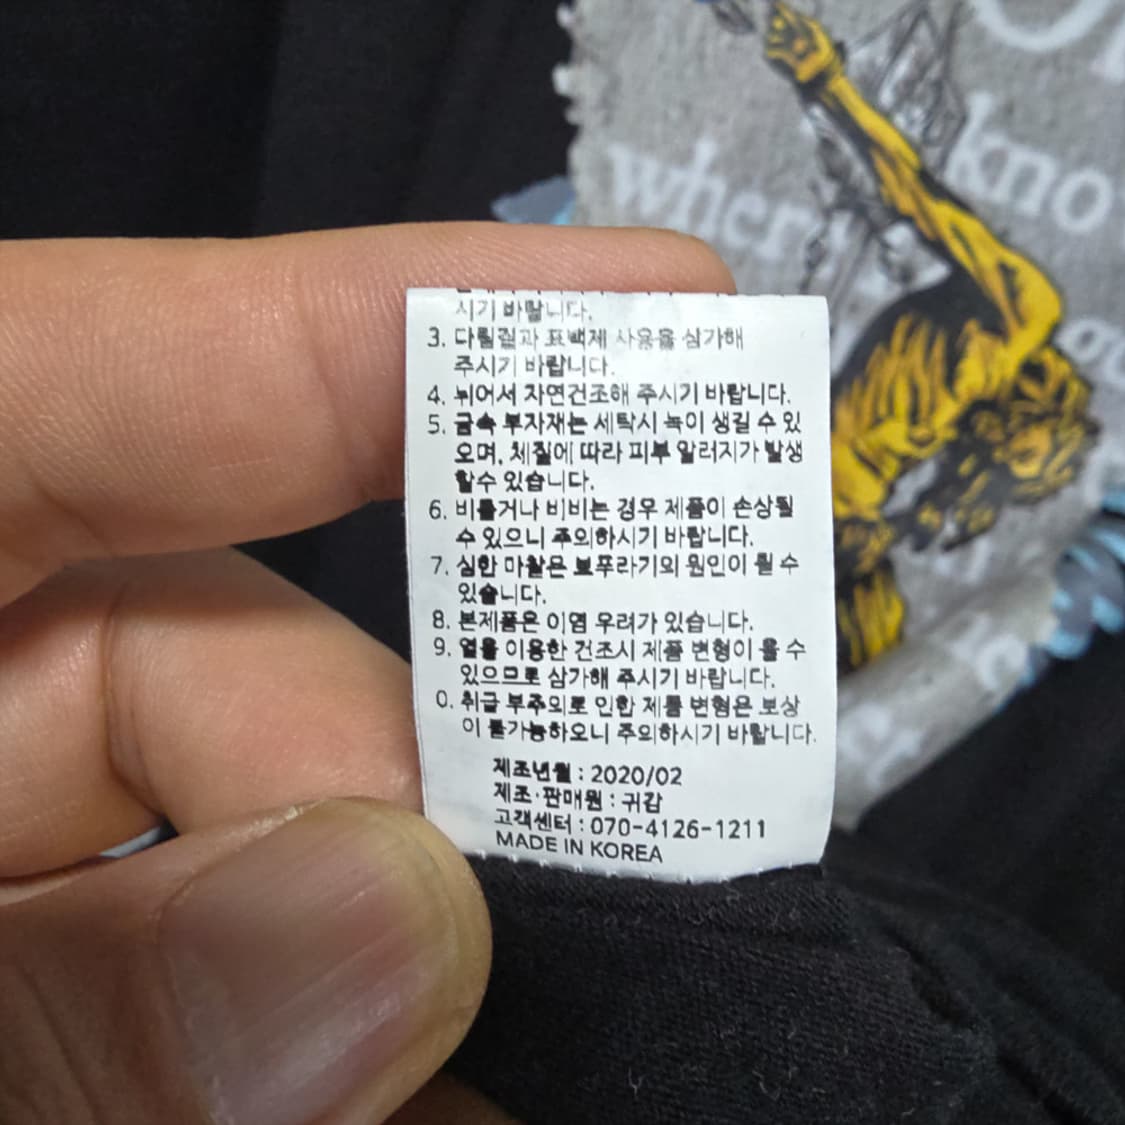 시기 바랍니다.
3. 다림질과 표백제 사용을 삼가해
주시기 바랍니다.
4. 뉘어서 자연건조해 주시기 바랍니다.
5. 금속 부자재는 세탁시 녹이 생길 수 있
으며, 체질에 따라 피부 알러지가 발생
할수 있습니다.
6. 비틀거나 비비는 경우 제품이 손상될
수 있으니 주의하시기 바랍니다.
7. 심한 마찰은 보푸라기의 원인이 될 수
있습니다.
8. 본제품은 이염 우려가 있습니다.
9. 열을 이용한 건조시 제품 변형이 올 수
있으므로 삼가해 주시기 바랍니다.
0. 취급 부주의로 인한 제품 변형은 보상
이 불가능하오니 주의하시기 바랍니다.
제조년월 : 2020/02
제조·판매원 : 귀감
고객센터 : 070-4126-1211
MADE IN KOREA
kno
wher